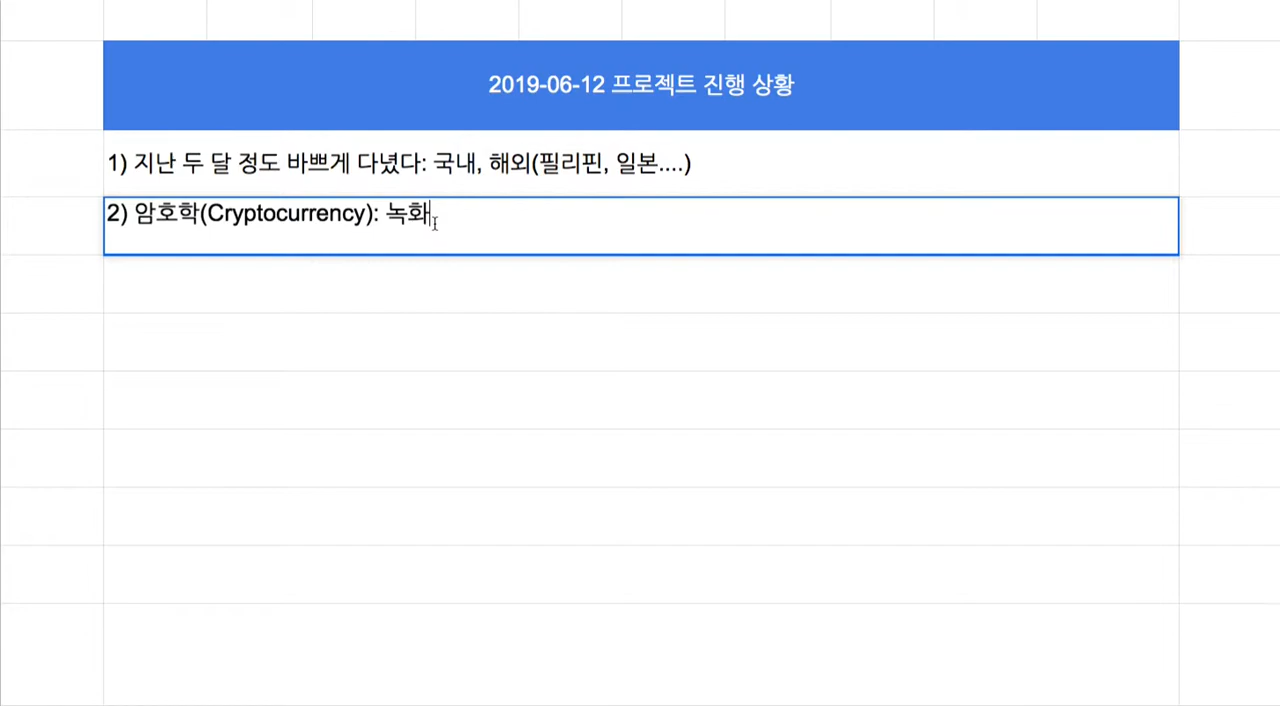 2019-06-12 프로젝트 진행 상황
1) 지난 두 달 정도 바쁘게 다녔다: 국내, 해외(필리핀, 일본....)
2) 암호학(Cryptocurrency): 녹화